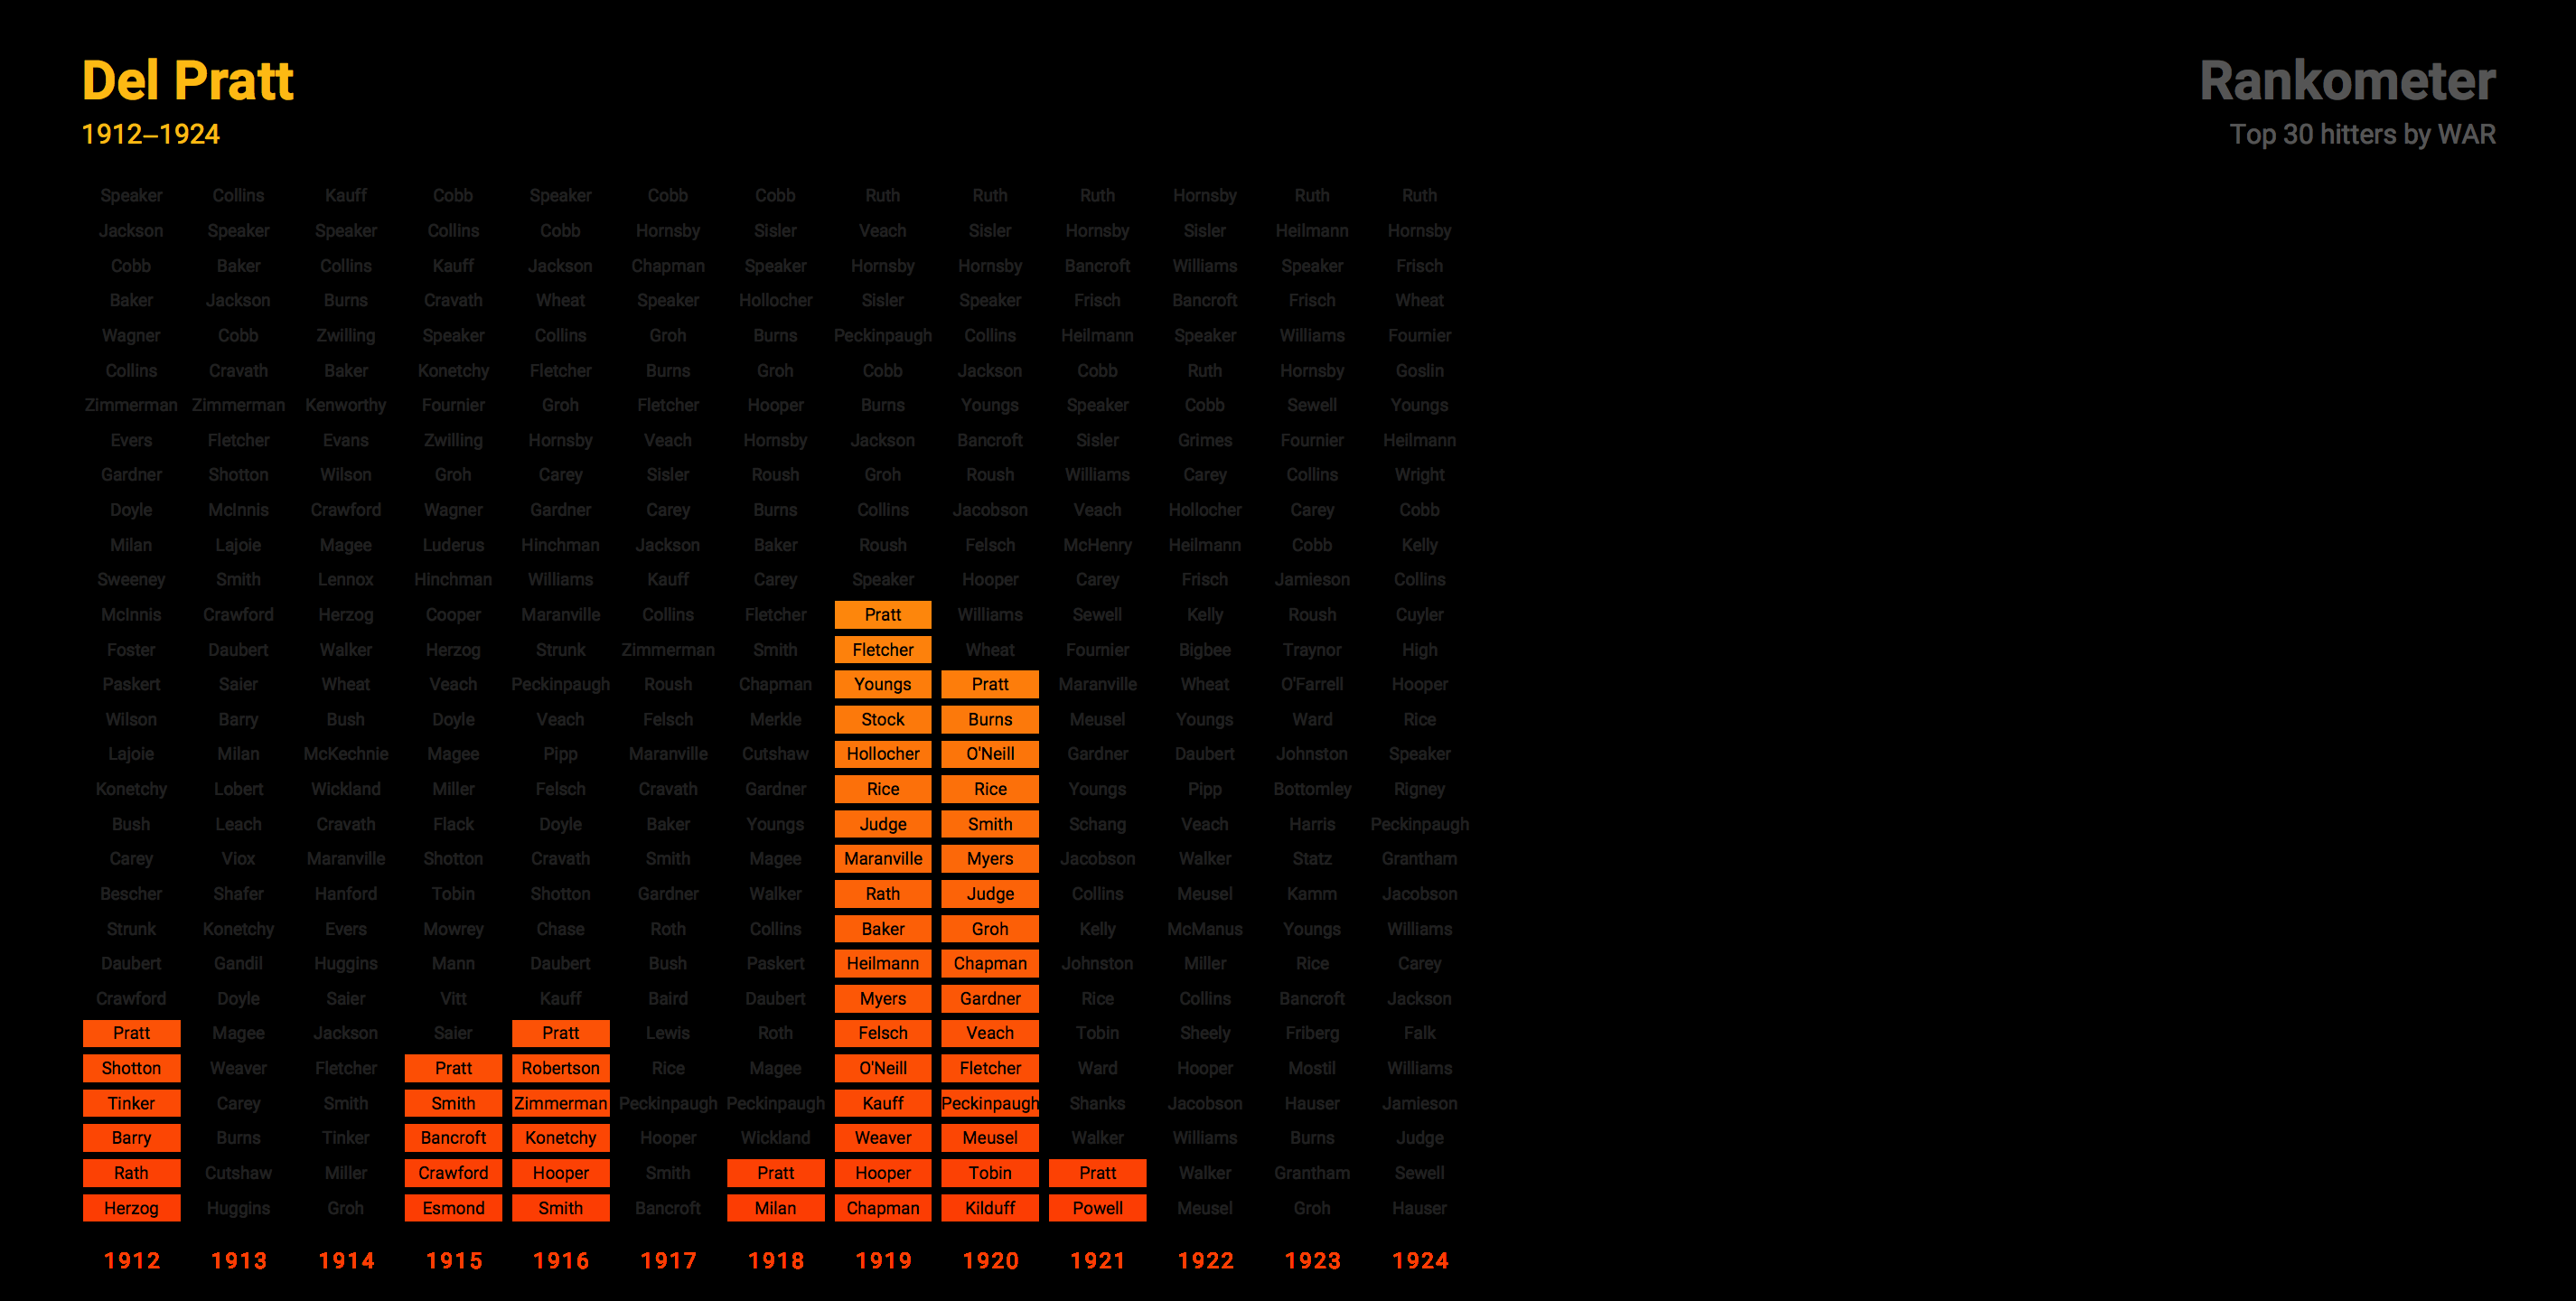 Del Pratt
1912–1924
Rankometer
Top 30 hitters by WAR
Speaker Collins Kauff Cobb Speaker Cobb Cobb Ruth Ruth Ruth Hornsby Ruth Ruth
Jackson Speaker Speaker Collins Cobb Hornsby Sisler Veach Sisler Hornsby Sisler Heilmann Hornsby
Cobb Baker Collins Kauff Jackson Chapman Speaker Hornsby Hornsby Bancroft Williams Speaker Frisch
Baker Jackson Burns Cravath Wheat Speaker Hollocher Sisler Speaker Frisch Bancroft Frisch Wheat
Wagner Cobb Zwilling Speaker Collins Groh Burns Peckinpaugh Collins Heilmann Speaker Williams Fournier
Collins Cravath Baker Konetchy Fletcher Burns Groh Cobb Jackson Cobb Ruth Hornsby Goslin
Zimmerman Zimmerman Kenworthy Fournier Groh Fletcher Hooper Burns Youngs Speaker Cobb Sewell Youngs
Evers Fletcher Evans Zwilling Hornsby Veach Hornsby Jackson Bancroft Sisler Grimes Fournier Heilmann
Gardner Shotton Wilson Groh Carey Sisler Roush Groh Roush Williams Carey Collins Wright
Doyle McInnis Crawford Wagner Gardner Carey Burns Collins Jacobson Veach Hollocher Carey Cobb
Milan Lajoie Magee Luderus Hinchman Jackson Baker Roush Felsch McHenry Heilmann Cobb Kelly
Sweeney Smith Lennox Hinchman Williams Kauff Carey Speaker Hooper Carey Frisch Jamieson Collins
McInnis Crawford Herzog Cooper Maranville Collins Fletcher Pratt Williams Sewell Kelly Roush Cuyler
Foster Daubert Walker Herzog Strunk Zimmerman Smith Fletcher Wheat Fournier Bigbee Traynor High
Paskert Saier Wheat Veach Peckinpaugh Roush Chapman Youngs Pratt Maranville Wheat O'Farrell Hooper
Wilson Barry Bush Doyle Veach Felsch Merkle Stock Burns Meusel Youngs Ward Rice
Lajoie Milan McKechnie Magee Pipp Maranville Cutshaw Hollocher O'Neill Gardner Daubert Johnston Speaker
Konetchy Lobert Wickland Miller Felsch Cravath Gardner Rice Rice Youngs Pipp Bottomley Rigney
Bush Leach Cravath Flack Doyle Baker Youngs Judge Smith Schang Veach Harris Peckinpaugh
Carey Viox Maranville Shotton Cravath Smith Magee Maranville Myers Jacobson Walker Statz Grantham
Bescher Shafer Hanford Tobin Shotton Gardner Walker Rath Judge Collins Meusel Kamm Jacobson
Strunk Konetchy Evers Mowrey Chase Roth Collins Baker Groh Kelly McManus Youngs Williams
Daubert Gandil Huggins Mann Daubert Bush Paskert Heilmann Chapman Johnston Miller Rice Carey
Crawford Doyle Saier Vitt Kauff Baird Daubert Myers Gardner Rice Collins Bancroft Jackson
Pratt Magee Jackson Saier Pratt Lewis Roth Felsch Veach Tobin Sheely Friberg Falk
Shotton Weaver Fletcher Pratt Robertson Rice Magee O'Neill Fletcher Ward Hooper Mostil Williams
Tinker Carey Smith Smith Zimmerman Peckinpaugh Peckinpaugh Kauff Peckinpaugh Shanks Jacobson Hauser Jamieson
Barry Burns Tinker Bancroft Konetchy Hooper Wickland Weaver Meusel Walker Williams Burns Judge
Rath Cutshaw Miller Crawford Hooper Smith Pratt Hooper Tobin Pratt Walker Grantham Sewell
Herzog Huggins Groh Esmond Smith Bancroft Milan Chapman Kilduff Powell Meusel Groh Hauser
1912 1913 1914 1915 1916 1917 1918 1919 1920 1921 1922 1923 1924